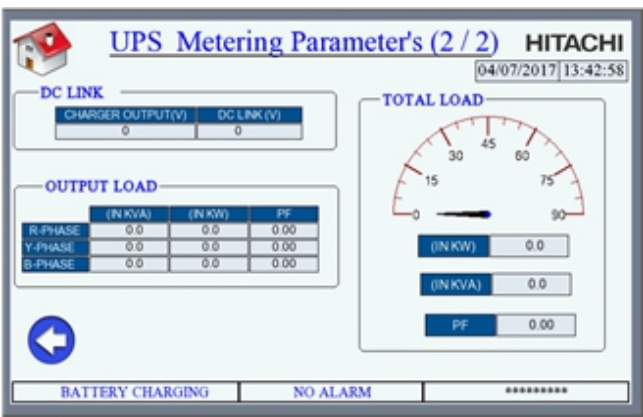 UPS Metering Parameter's (2 / 2) HITACHI
04/07/2017 13:42:58
DC LINK
CHARGER OUTPUT(V) DC LINK (V)
0 0
OUTPUT LOAD
(IN KVA) (IN KW) PF
R-PHASE 0.0 0.0 0.00
Y-PHASE 0.0 0.0 0.00
B-PHASE 0.0 0.0 0.00
TOTAL LOAD
0 15 30 45 60 75 90
(IN KW) 0.0
(IN KVA) 0.0
PF 0.00
BATTERY CHARGING NO ALARM *********